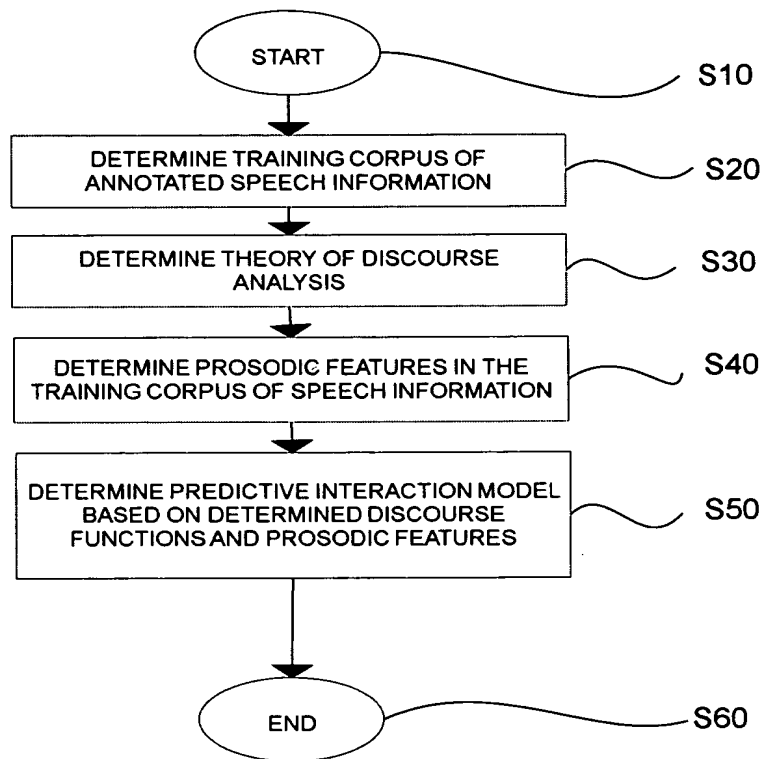 START
S10
DETERMINE TRAINING CORPUS OF
ANNOTATED SPEECH INFORMATION
S20
DETERMINE THEORY OF DISCOURSE
ANALYSIS
S30
DETERMINE PROSODIC FEATURES IN THE
TRAINING CORPUS OF SPEECH INFORMATION
S40
DETERMINE PREDICTIVE INTERACTION MODEL
BASED ON DETERMINED DISCOURSE
FUNCTIONS AND PROSODIC FEATURES
S50
END
S60